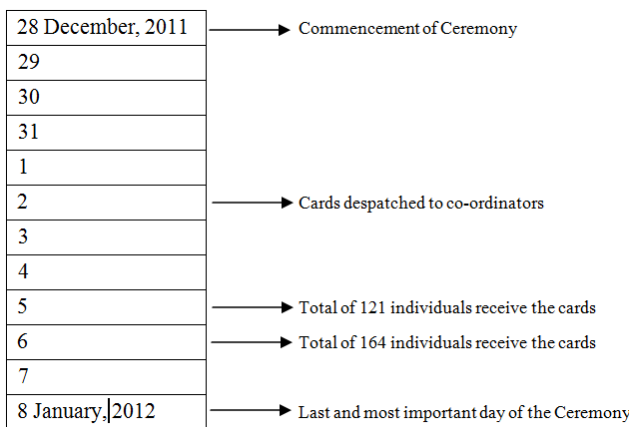 28 December, 2011 Commencement of Ceremony
29
30
31
1
2 Cards despatched to co-ordinators
3
4
5 Total of 121 individuals receive the cards
6 Total of 164 individuals receive the cards
7
8 January, 2012 Last and most important day of the Ceremony